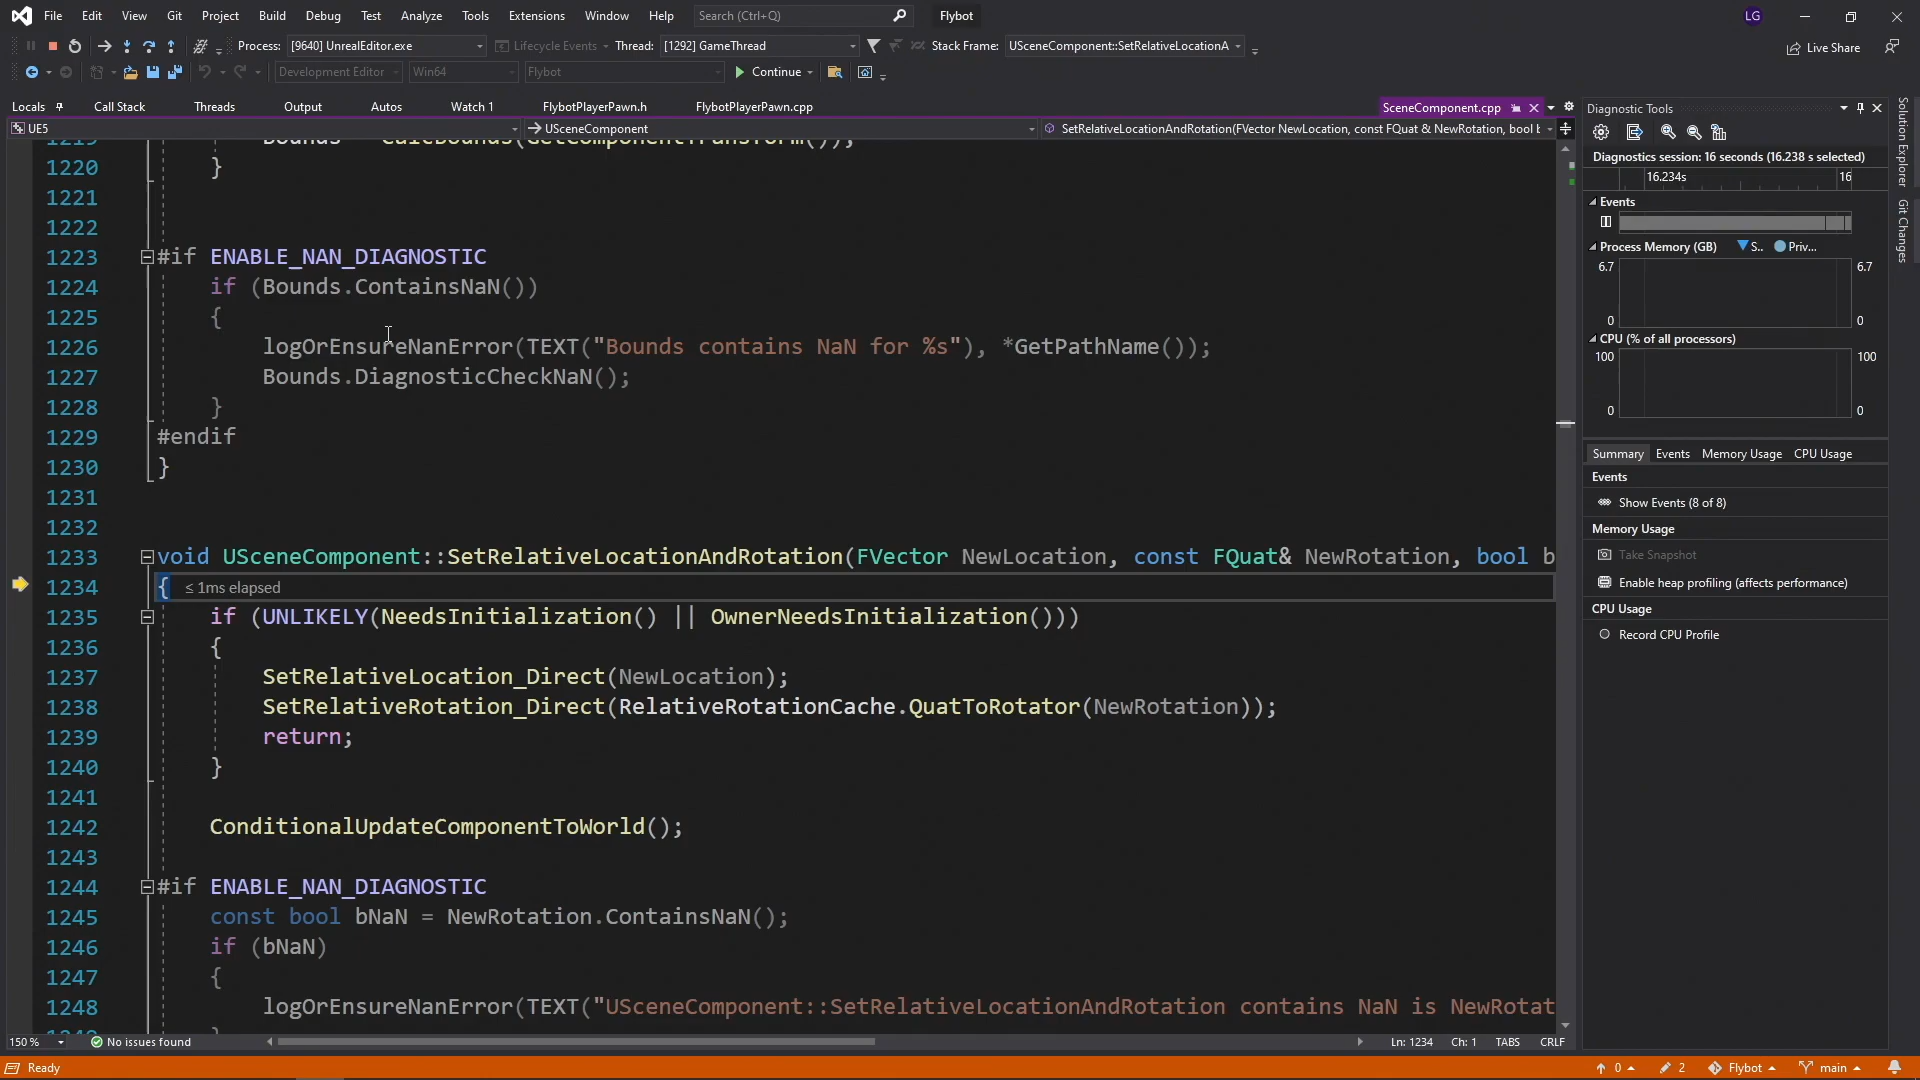 File Edit View Git Project Build Debug Test Analyze Tools Extensions Window Help Search (Ctrl+Q) Flybot LG
Process: [9640] UnrealEditor.exe Lifecycle Events Thread: [1292] GameThread Stack Frame: USceneComponent::SetRelativeLocationA Live Share
Development Editor Win64 Flybot Continue
Locals Call Stack Threads Output Autos Watch 1 FlybotPlayerPawn.h FlybotPlayerPawn.cpp SceneComponent.cpp
UE5 USceneComponent SetRelativeLocationAndRotation(FVector NewLocation, const FQuat & NewRotation, bool b
1220 }
1221
1222
1223 #if ENABLE_NAN_DIAGNOSTIC
1224 if (Bounds.ContainsNaN())
1225 {
1226 logOrEnsureNanError(TEXT("Bounds contains NaN for %s"), *GetPathName());
1227 Bounds.DiagnosticCheckNaN();
1228 }
1229 #endif
1230 }
1231
1232
1233 void USceneComponent::SetRelativeLocationAndRotation(FVector NewLocation, const FQuat& NewRotation, bool b
1234 { ≤ 1ms elapsed
1235 if (UNLIKELY(NeedsInitialization() || OwnerNeedsInitialization()))
1236 {
1237 SetRelativeLocation_Direct(NewLocation);
1238 SetRelativeRotation_Direct(RelativeRotationCache.QuatToRotator(NewRotation));
1239 return;
1240 }
1241
1242 ConditionalUpdateComponentToWorld();
1243
1244 #if ENABLE_NAN_DIAGNOSTIC
1245 const bool bNaN = NewRotation.ContainsNaN();
1246 if (bNaN)
1247 {
1248 logOrEnsureNanError(TEXT("USceneComponent::SetRelativeLocationAndRotation contains NaN is NewRotat
150 % No issues found Ln: 1234 Ch: 1 TABS CRLF
Ready 0 2 Flybot main
Diagnostic Tools
Diagnostics session: 16 seconds (16.238 s selected)
16.234s 16
Events
Process Memory (GB) S.. Priv...
6.7 6.7
0 0
CPU (% of all processors)
100 100
0 0
Summary Events Memory Usage CPU Usage
Events
Show Events (8 of 8)
Memory Usage
Take Snapshot
Enable heap profiling (affects performance)
CPU Usage
Record CPU Profile
Solution Explorer
Git Changes